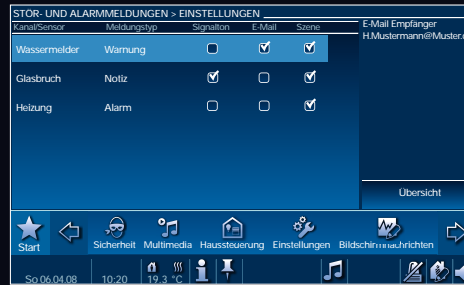 STÖR- UND ALARMMELDUNGEN > EINSTELLUNGEN
Kanal/Sensor Meldungstyp Signalton E-Mail Szene
E-Mail Empfänger
H.Mustermann@Muster.d
Wassermelder Warnung
Glasbruch Notiz
Heizung Alarm
Übersicht
Start Sicherheit Multimedia Haussteuerung Einstellungen Bildschirmnachrichten
So 06.04.08 10:20 19.3 °C